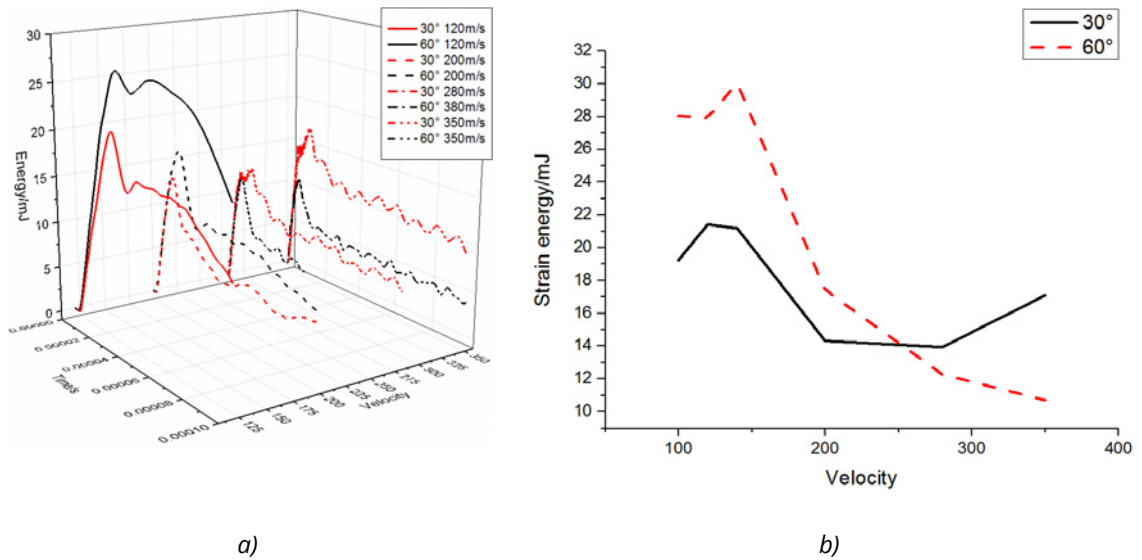 30
25
20
15
10
5
0
Energy/mJ
30° 120m/s
60° 120m/s
30° 200m/s
60° 200m/s
30° 280m/s
60° 380m/s
30° 350m/s
60° 350m/s
0.00000
0.00002
0.00004
0.00006
0.00008
0.00010
Time/s
125
150
175
200
225
250
275
300
325
350
Velocity
a)
30°
60°
32
30
28
26
24
22
20
18
16
14
12
10
Strain energy/mJ
100
200
300
400
Velocity
b)